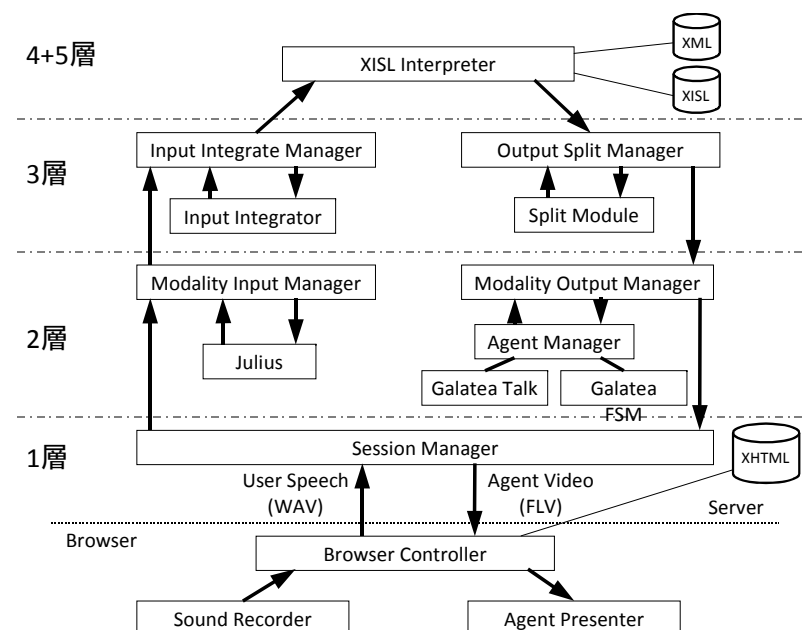 4+5層
XISL Interpreter
XML
XISL
3層
Input Integrate Manager
Output Split Manager
Input Integrator
Split Module
2層
Modality Input Manager
Modality Output Manager
Julius
Agent Manager
Galatea Talk
Galatea
FSM
1層
Session Manager
XHTML
User Speech
(WAV)
Agent Video
(FLV)
Server
Browser
Browser Controller
Sound Recorder
Agent Presenter